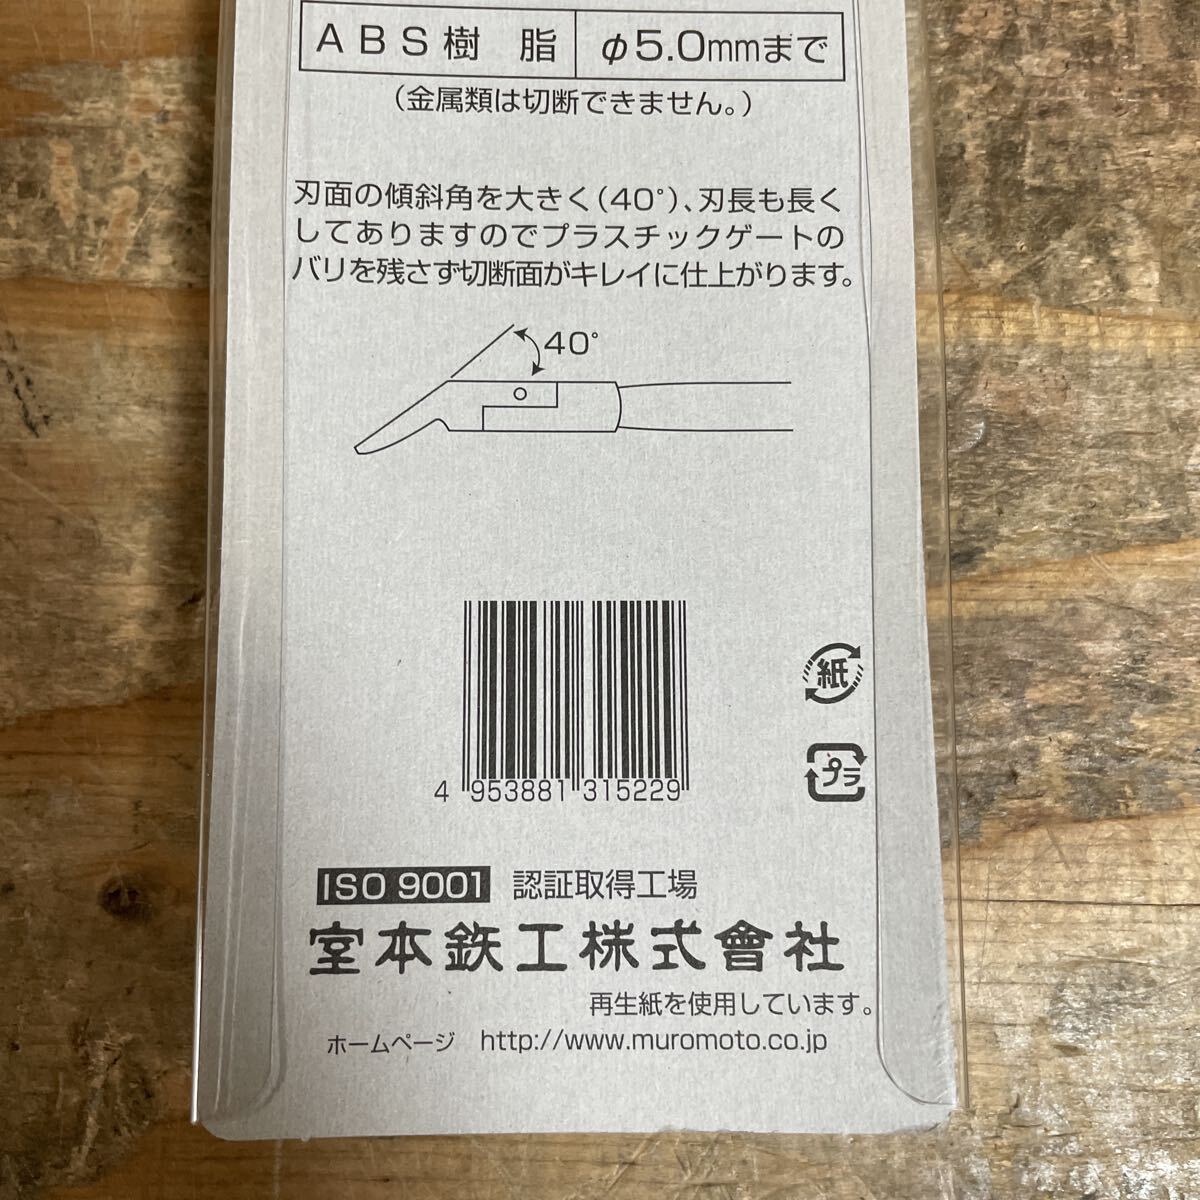 ABS樹 脂 φ5.0mmまで
(金属類は切断できません。)
刃面の傾斜角を大きく(40°)、刃長も長く
してありますのでプラスチックゲートの
バリを残さず切断面がキレイに仕上がります。
40°
紙
プラ
4 953881 315229
ISO 9001 認証取得工場
室本鉄工株式會社
再生紙を使用しています。
ホームページ http://www.muromoto.co.jp